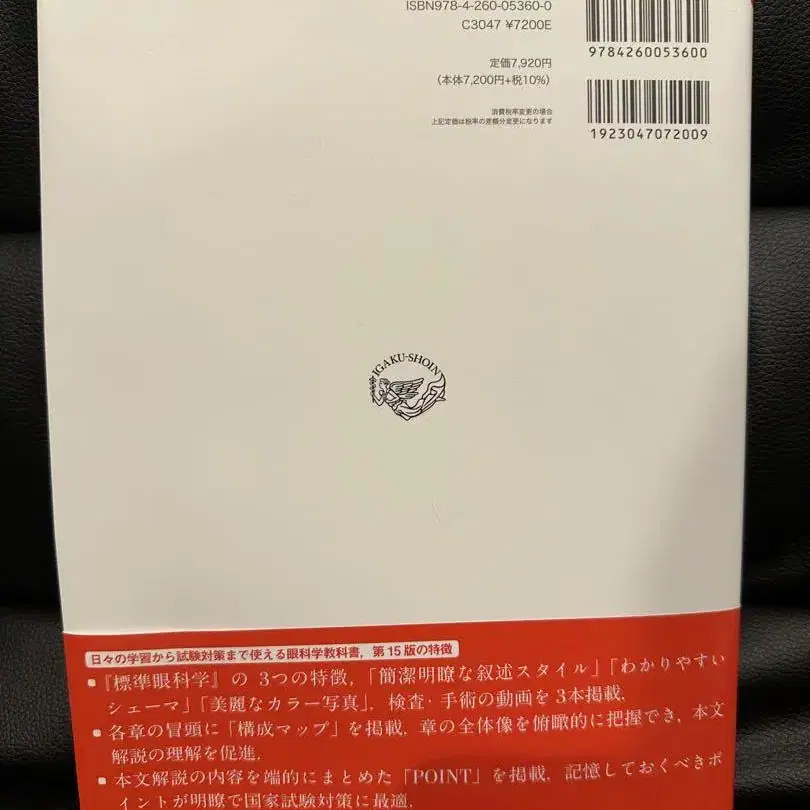 ISBN978-4-260-05360-0
C3047 ¥7200E
9784260053600
定価7,920円
(本体7,200円+税10%)
消費税率変更の場合
上記定価は税率の差額分変更になります
1923047072009
IGAKU-SHOIN
日々の学習から試験対策まで使える眼科学教科書,第15版の特徴
■『標準眼科学』の3つの特徴,「簡潔明瞭な叙述スタイル」「わかりやすい
シェーマ」「美麗なカラー写真」.検査・手術の動画を3本掲載.
■各章の冒頭に「構成マップ」を掲載.章の全体像を俯瞰的に把握でき,本文
解説の理解を促進.
■本文解説の内容を端的にまとめた「POINT」を掲載.記憶しておくべきポ
イントが明瞭で国家試験対策に最適.